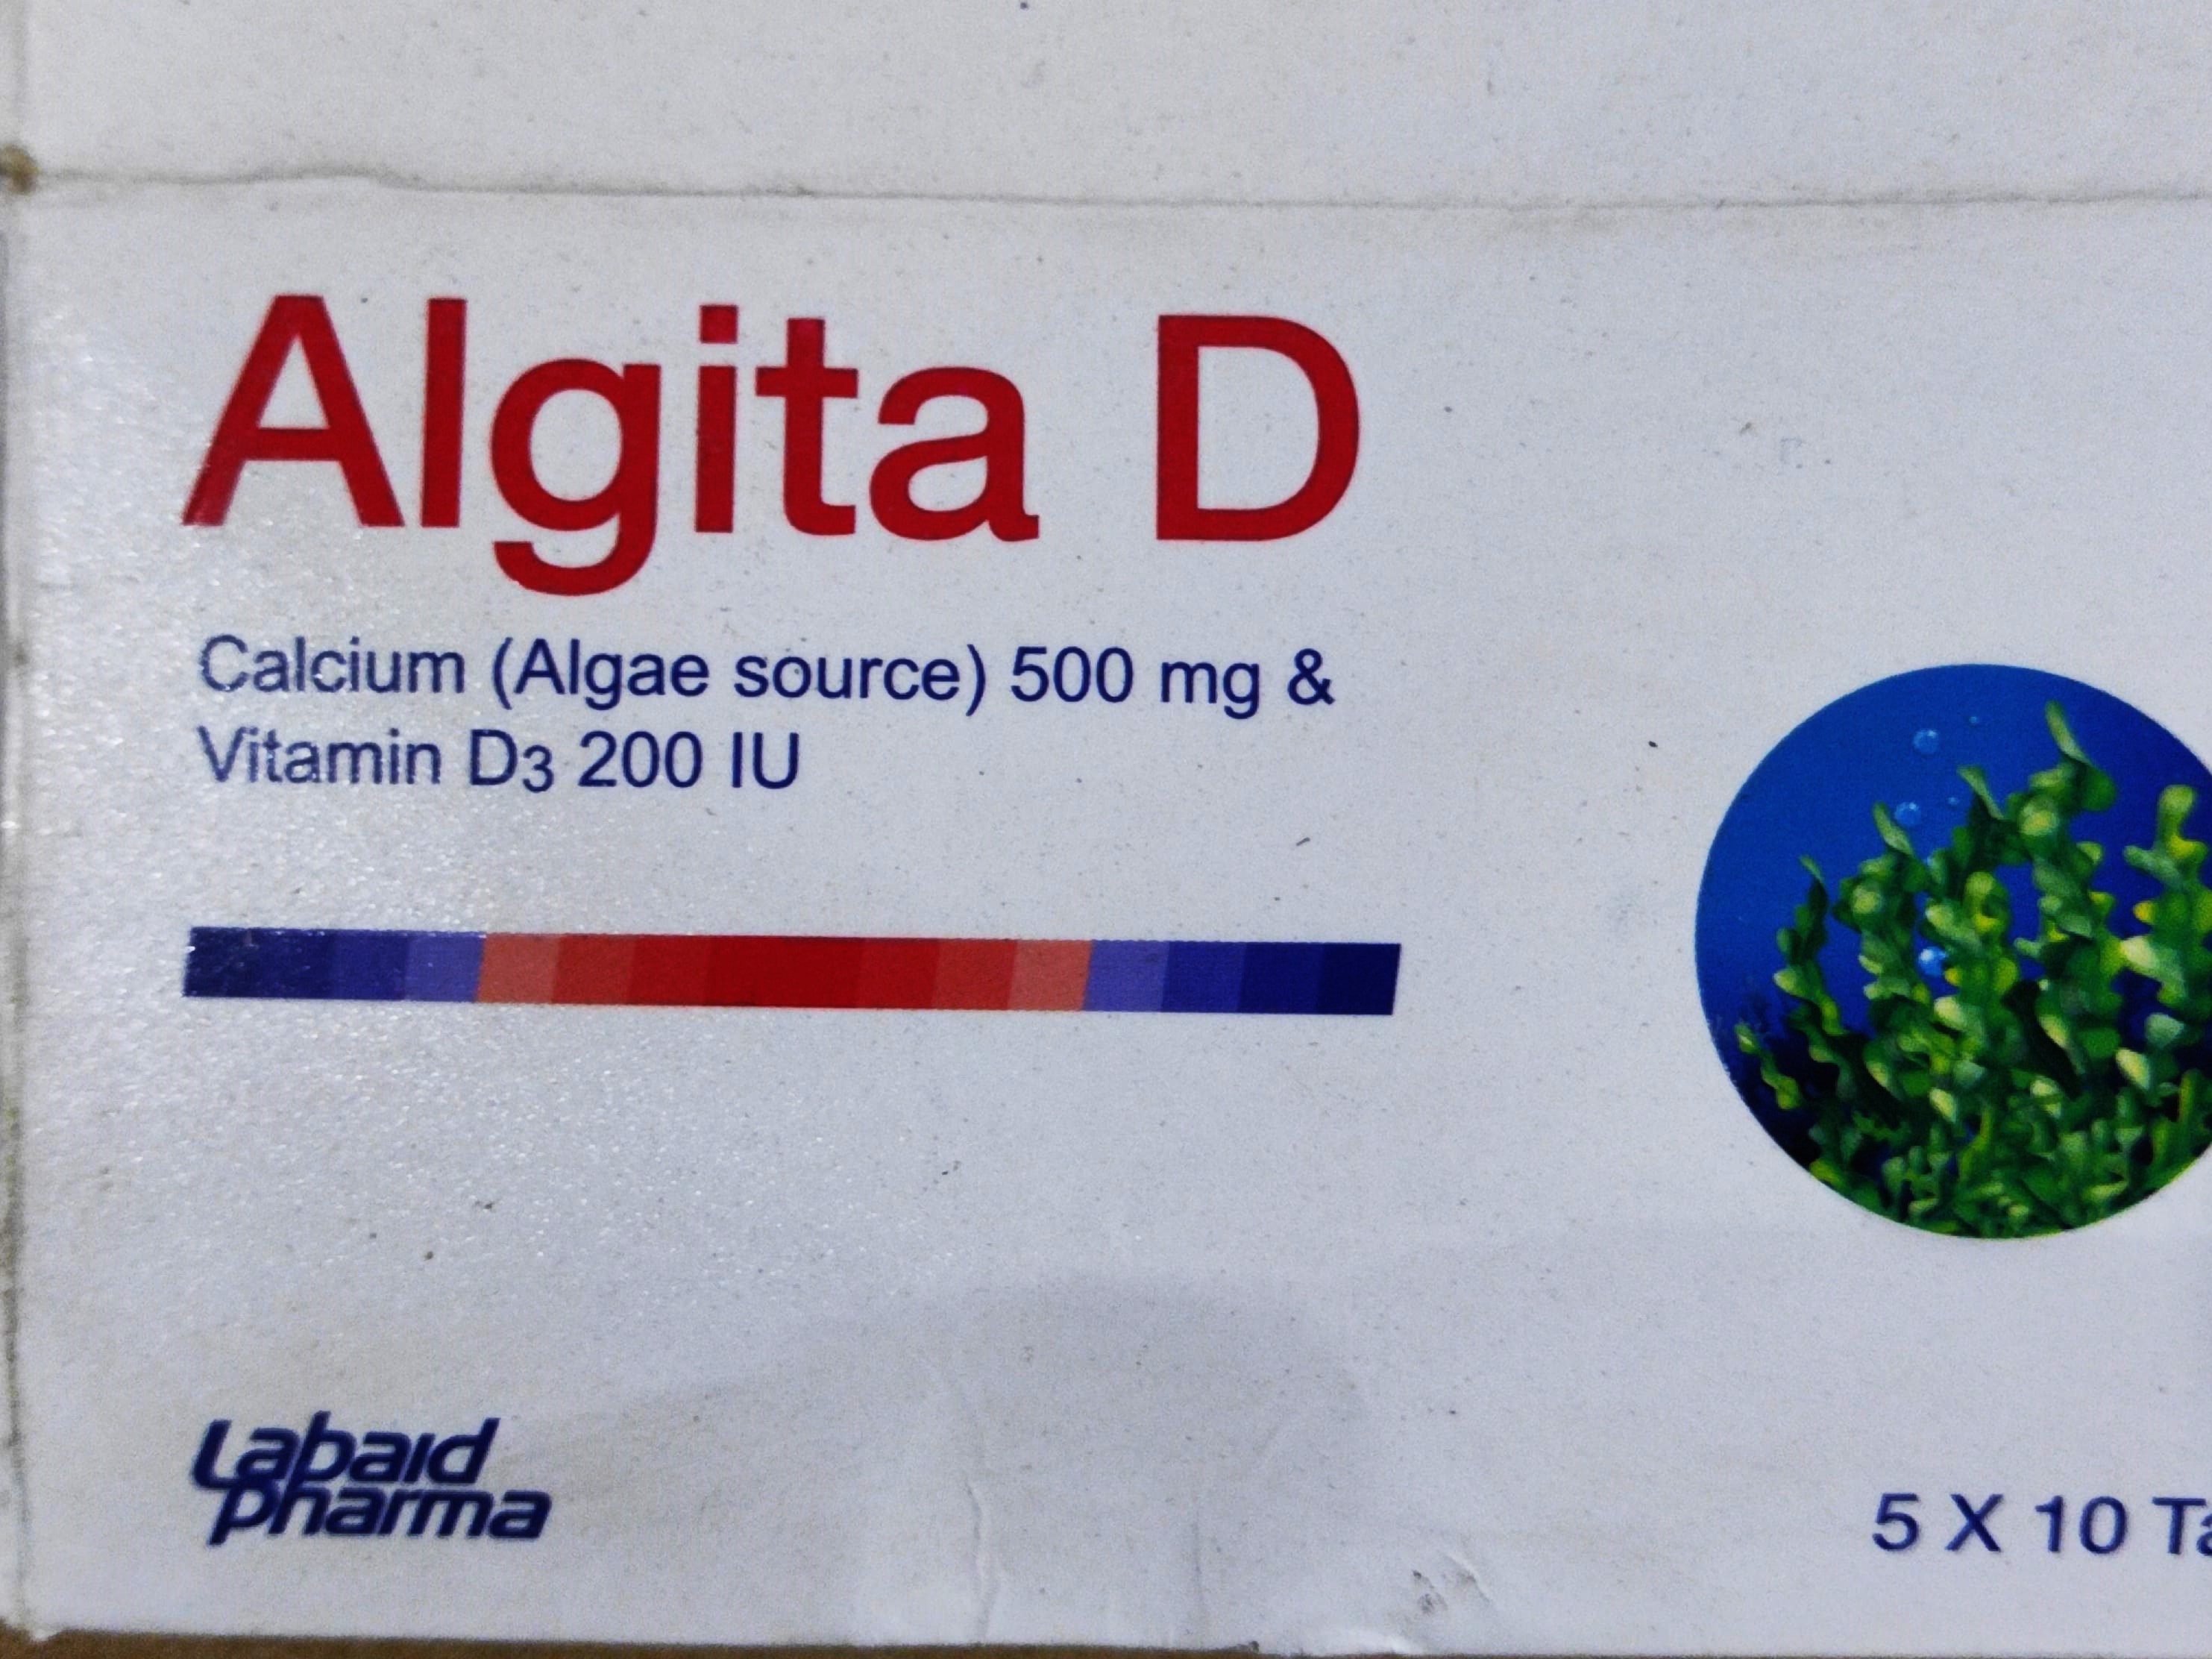 Algita D
Calcium (Algae source) 500 mg &
Vitamin D3 200 IU
Labaid
Pharma
5 X 10